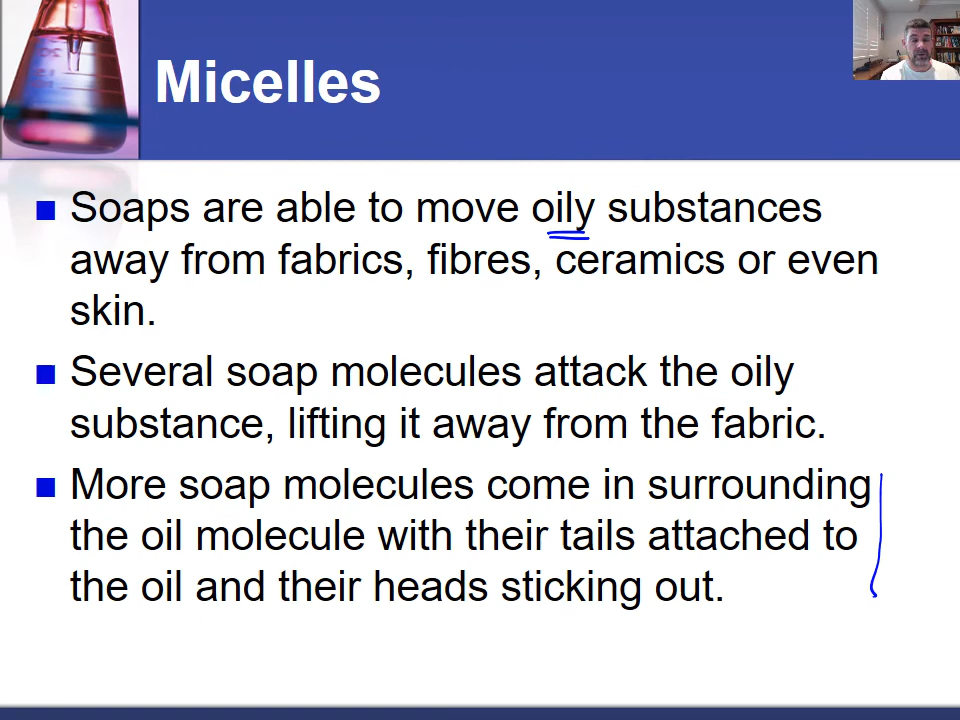 Micelles
Soaps are able to move oily substances
away from fabrics, fibres, ceramics or even
skin.
Several soap molecules attack the oily
substance, lifting it away from the fabric.
More soap molecules come in surrounding
the oil molecule with their tails attached to
the oil and their heads sticking out.